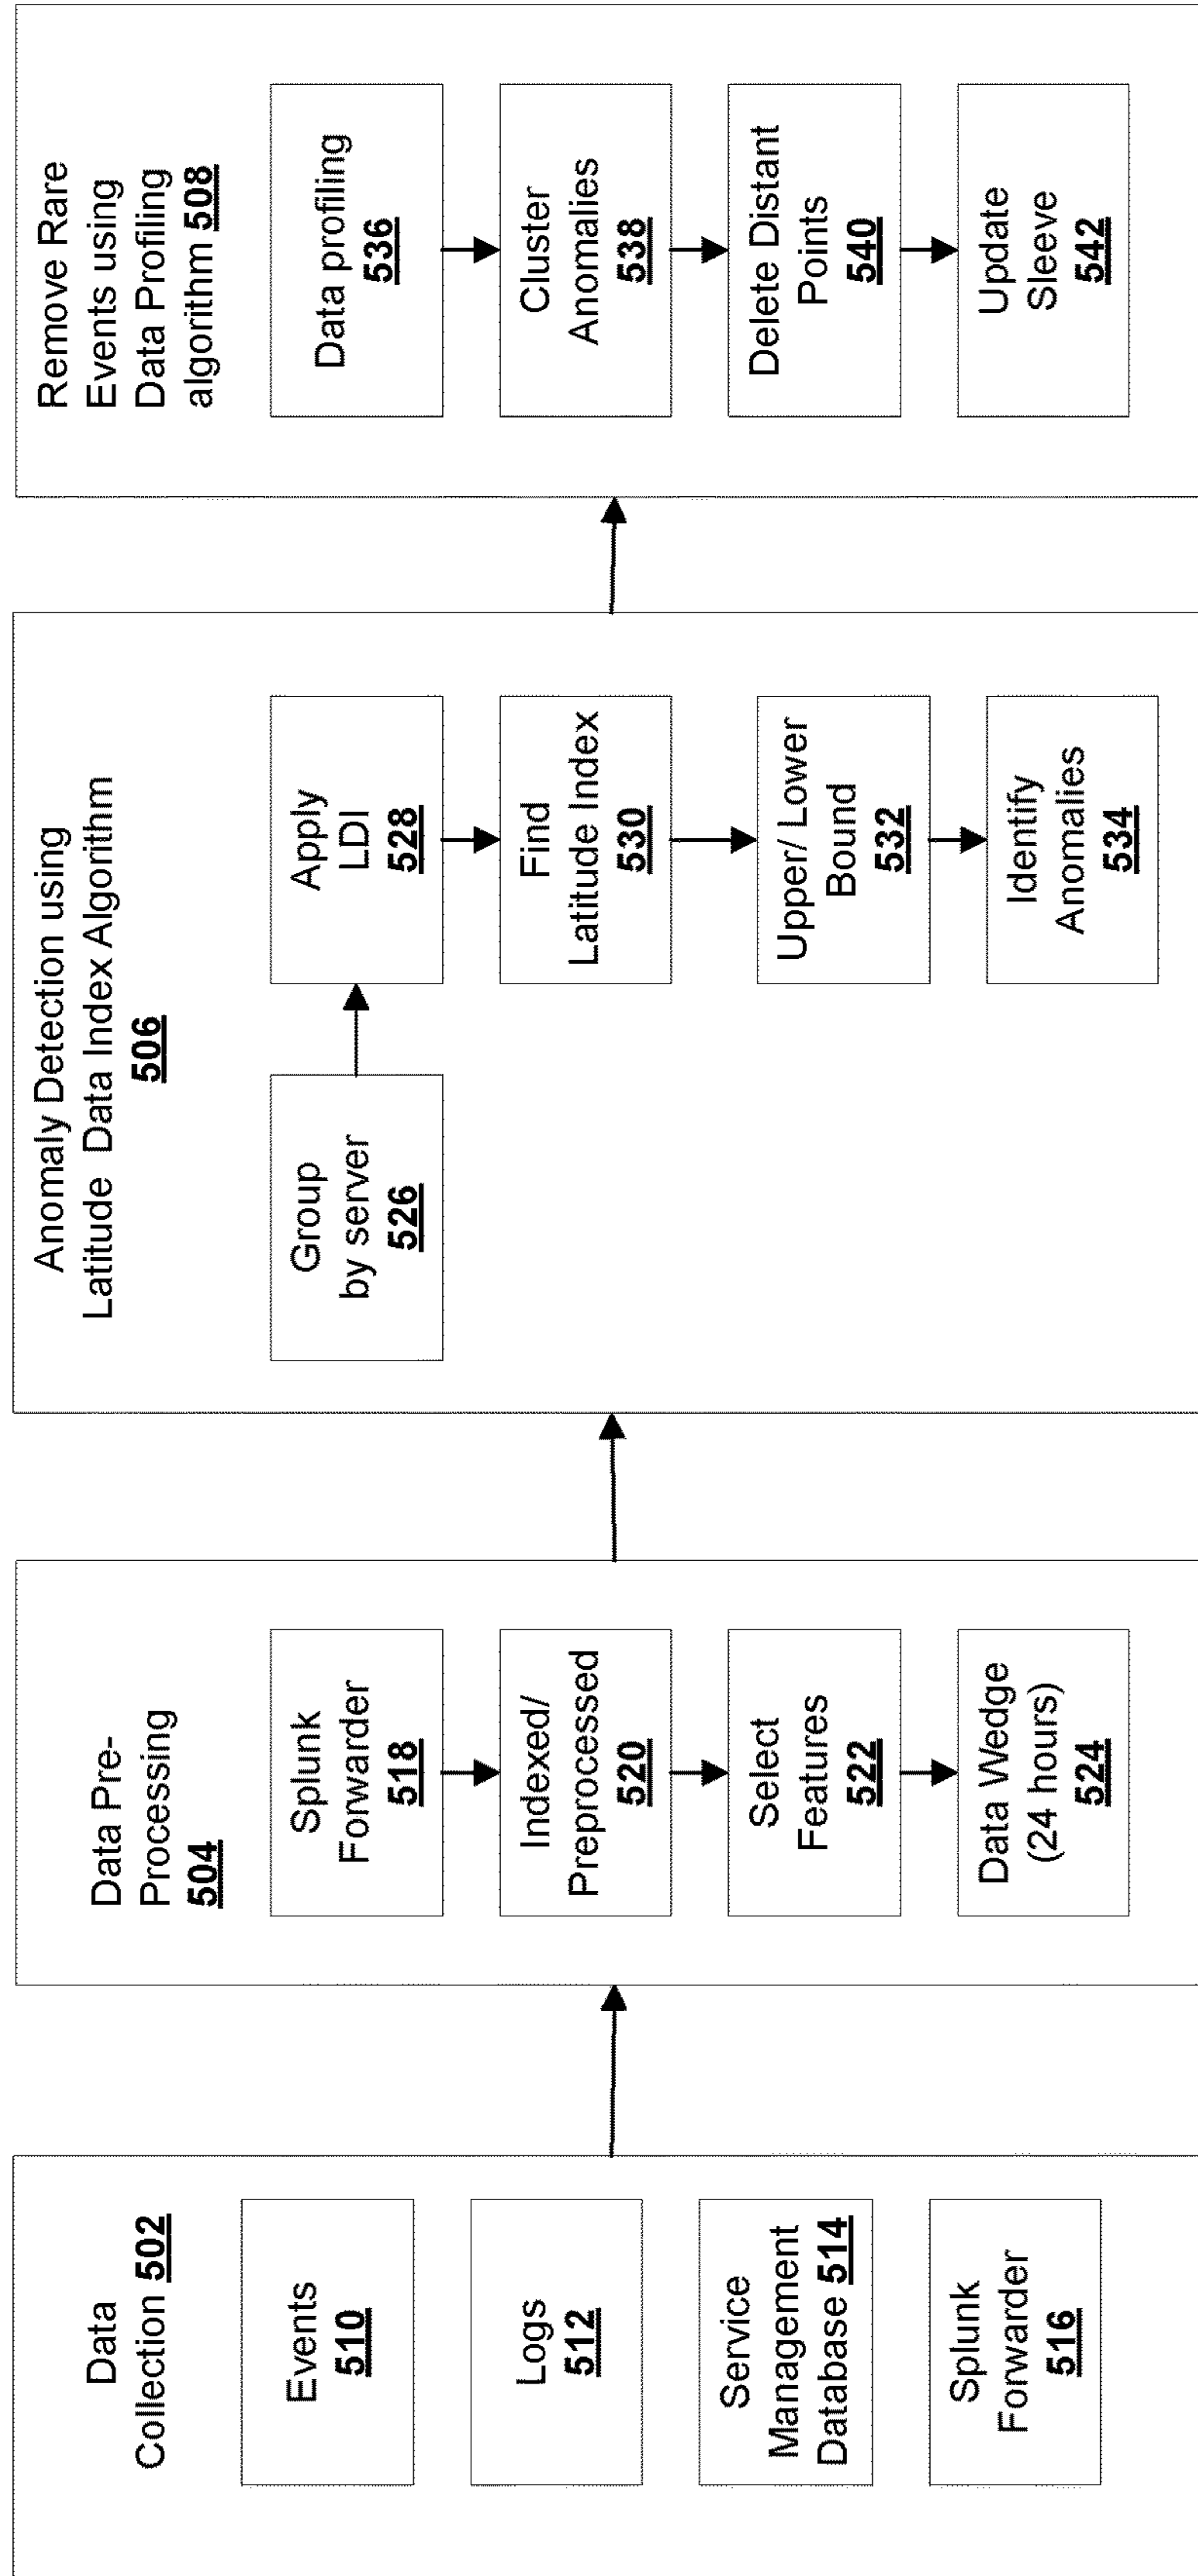 Data
Collection 502
Events
510
Logs
512
Service
Management
Database 514
Splunk
Forwarder
516
Data Pre-
Processing
504
Splunk
Forwarder
518
Indexed/
Preprocessed
520
Select
Features
522
Data Wedge
(24 hours)
524
Anomaly Detection using
Latitude Data Index Algorithm
506
Group
by server
526
Apply
LDI
528
Find
Latitude Index
530
Upper/ Lower
Bound
532
Identify
Anomalies
534
Remove Rare
Events using
Data Profiling
algorithm 508
Data profiling
536
Cluster
Anomalies
538
Delete Distant
Points
540
Update
Sleeve
542